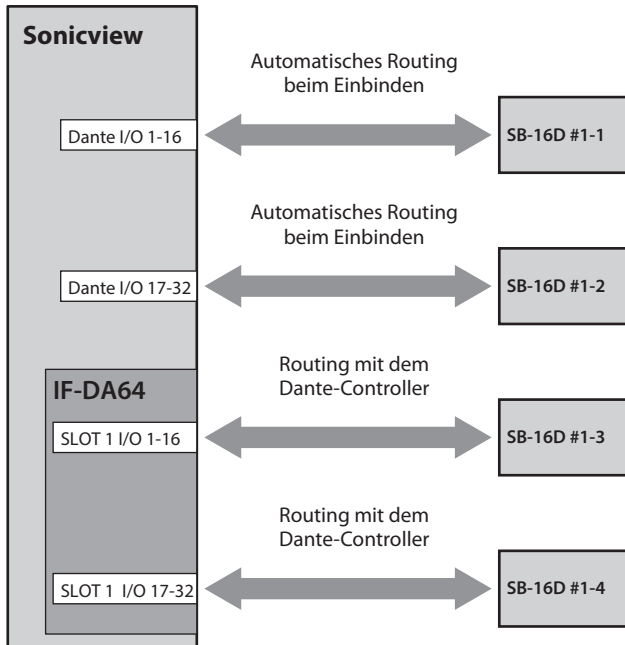 Sonicview
Automatisches Routing
beim Einbinden
Dante I/O 1-16
SB-16D #1-1
Automatisches Routing
beim Einbinden
Dante I/O 17-32
SB-16D #1-2
Routing mit dem
Dante-Controller
IF-DA64
SLOT 1 I/O 1-16
SB-16D #1-3
Routing mit dem
Dante-Controller
SLOT 1 I/O 17-32
SB-16D #1-4